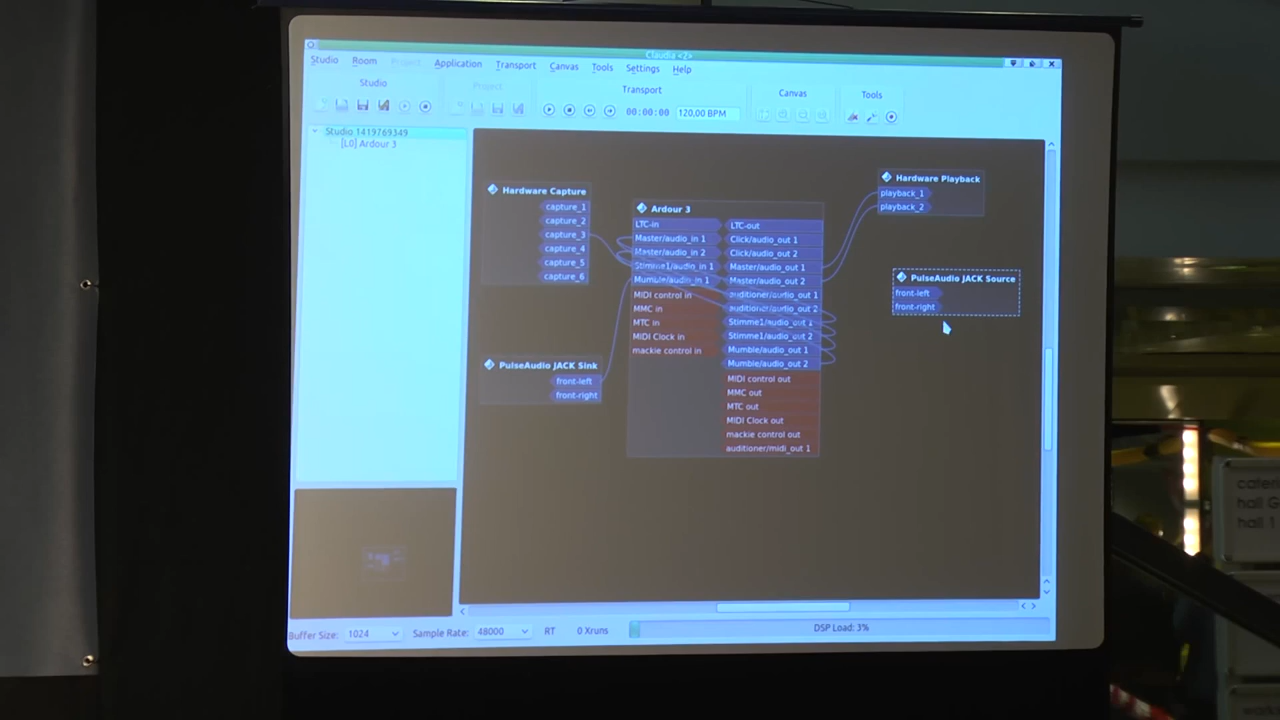 Claudia <2>
Studio Room Project Application Transport Canvas Tools Settings Help
Studio Project Transport Canvas Tools
00:00:00 120,00 BPM
Studio 1419769349
[L0] Ardour 3
Hardware Capture
capture_1
capture_2
capture_3
capture_4
capture_5
capture_6
PulseAudio JACK Sink
front-left
front-right
Ardour 3
LTC-in
Master/audio_in 1
Master/audio_in 2
Stimme1/audio_in 1
Mumble/audio_in 1
MIDI control in
MMC in
MTC in
MIDI Clock in
mackie control in
LTC-out
Click/audio_out 1
Click/audio_out 2
Master/audio_out 1
Master/audio_out 2
auditioner/audio_out 1
auditioner/audio_out 2
Stimme1/audio_out 1
Stimme1/audio_out 2
Mumble/audio_out 1
Mumble/audio_out 2
MIDI control out
MMC out
MTC out
MIDI Clock out
mackie control out
auditioner/midi_out 1
Hardware Playback
playback_1
playback_2
PulseAudio JACK Source
front-left
front-right
Buffer Size: 1024 Sample Rate: 48000 RT 0 Xruns DSP Load: 3%
hall
hall 1